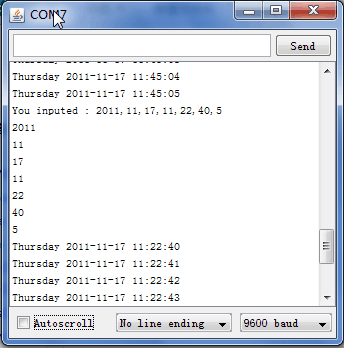 COM7
Send
Thursday 2011-11-17 11:45:04
Thursday 2011-11-17 11:45:05
You inputed : 2011,11,17,11,22,40,5
2011
11
17
11
22
40
5
Thursday 2011-11-17 11:22:40
Thursday 2011-11-17 11:22:41
Thursday 2011-11-17 11:22:42
Thursday 2011-11-17 11:22:43
Autoscroll
No line ending
9600 baud